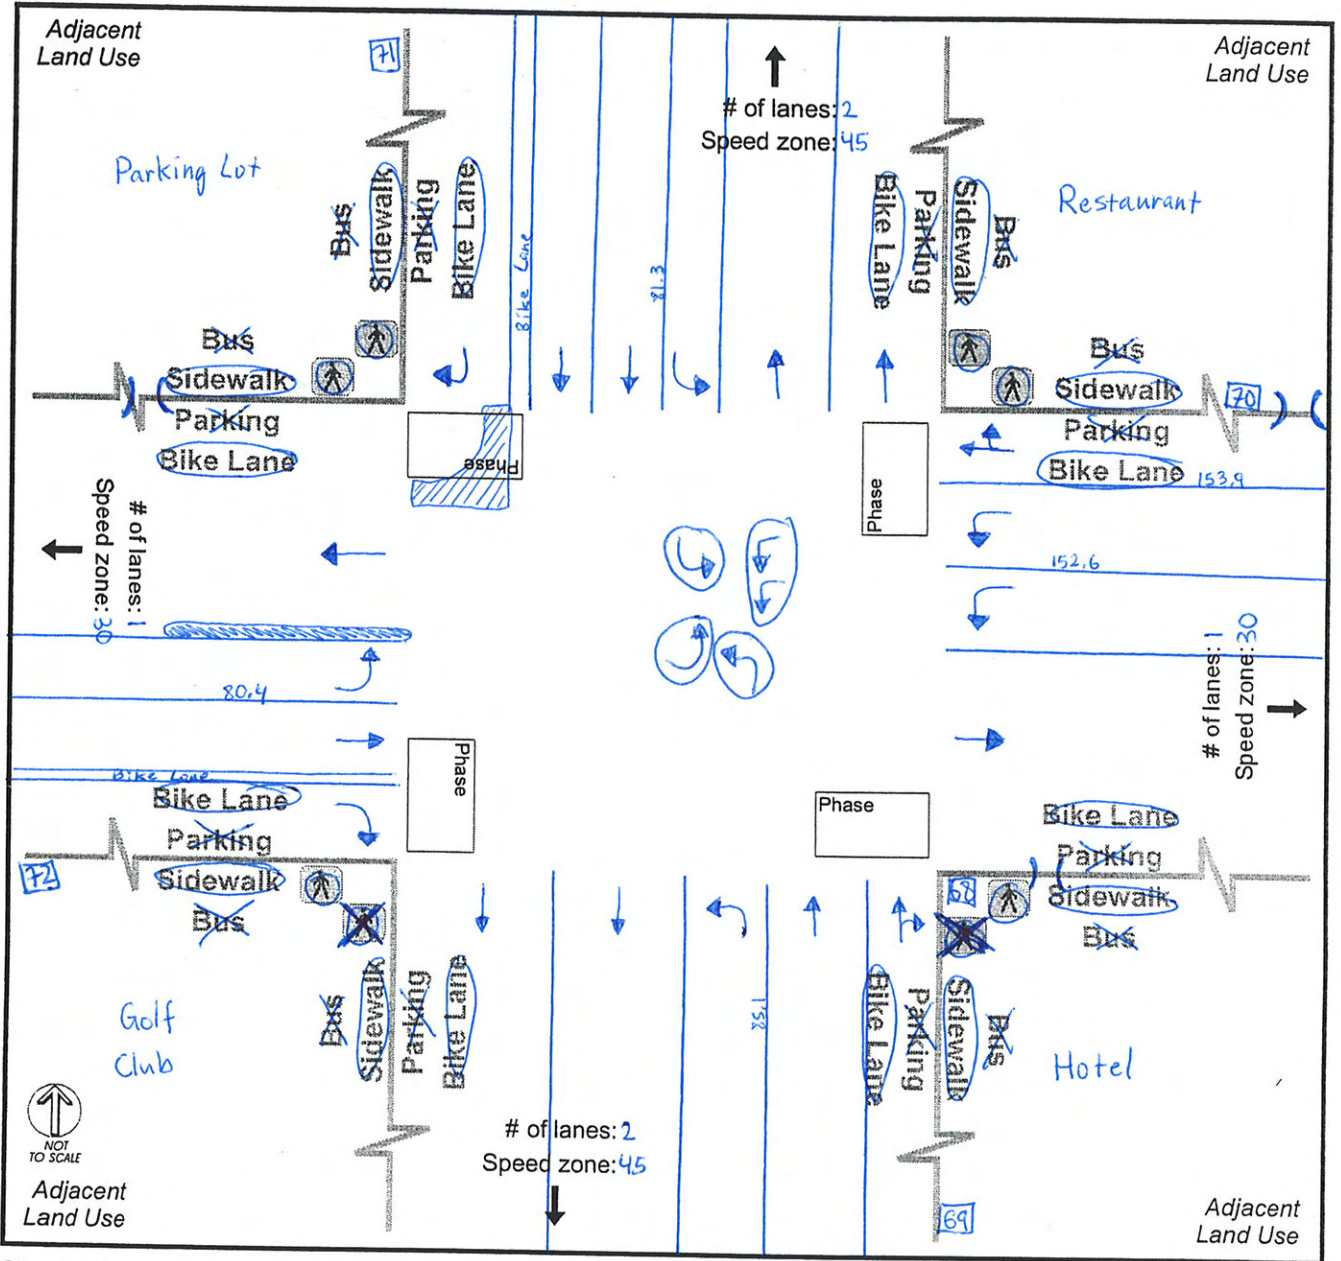 Adjacent
Land Use
71
# of lanes: 2
Speed zone: 45
Adjacent
Land Use
Parking Lot
Bus
Sidewalk
Parking
Bike Lane
Bike Lane
81.3
Bike Lane
Parking
Sidewalk
Bus
Restaurant
Bus
Sidewalk
Parking
Bike Lane
Bus
Sidewalk
Parking
Bike Lane
70
153.9
Phase
Phase
# of lanes: 1
Speed zone: 30
152.6
# of lanes: 1
Speed zone: 30
80.4
Bike Lane
Bike Lane
Parking
Sidewalk
Bus
72
Phase
Phase
Bike Lane
Parking
Sidewalk
Bus
68
Golf
Club
Bus
Sidewalk
Parking
Bike Lane
85.1
Bike Lane
Parking
Sidewalk
Bus
Hotel
NOT
TO SCALE
# of lanes: 2
Speed zone: 45
Adjacent
Land Use
69
Adjacent
Land Use